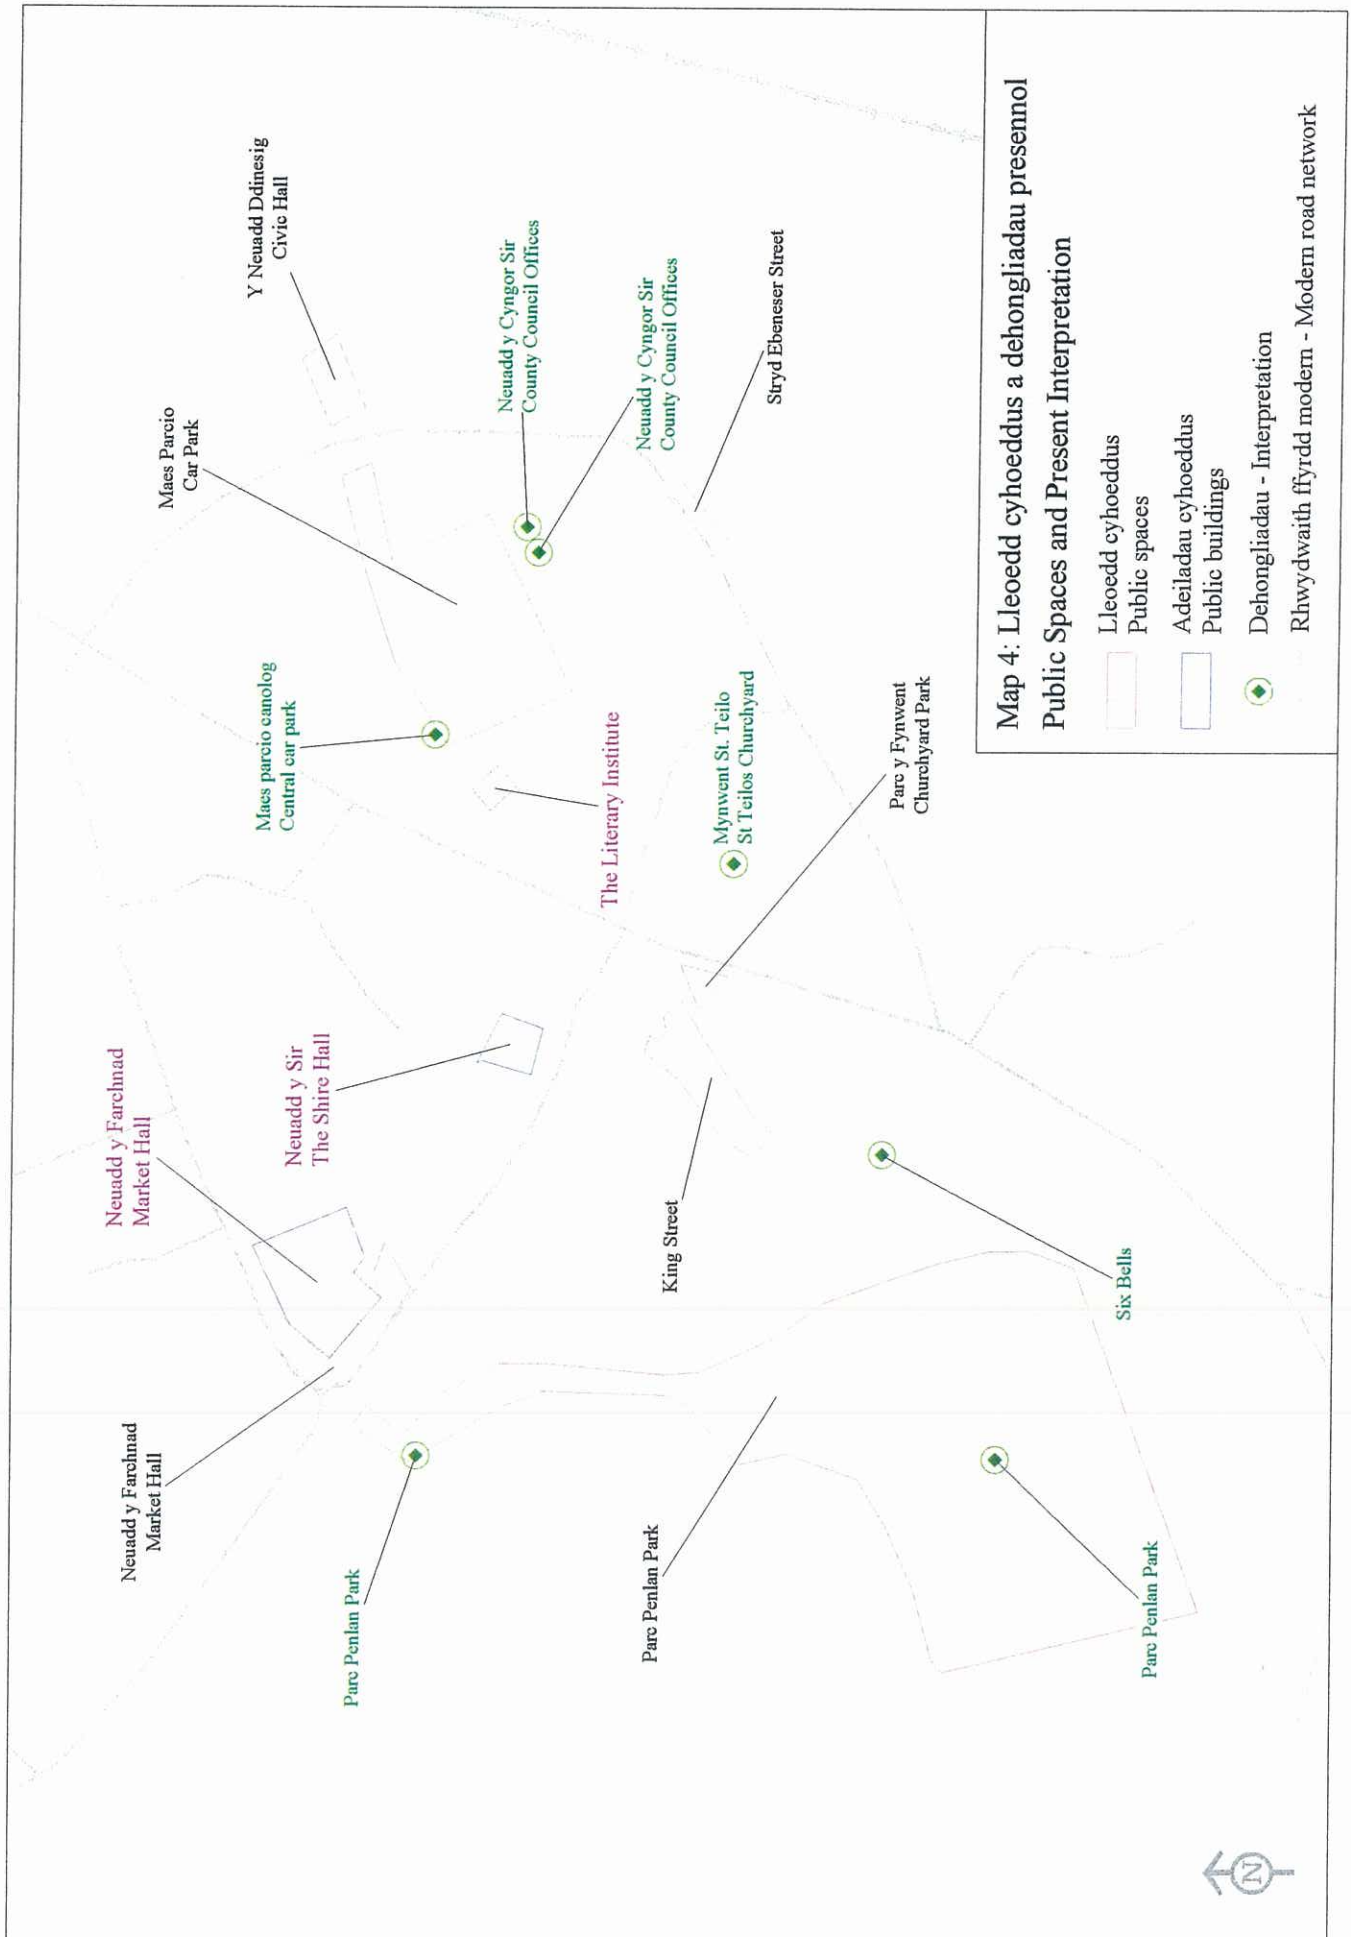 Y Neuadd Ddinesig
Civic Hall
Maes Parcio
Car Park
Neuadd y Farchnad
Market Hall
Neuadd y Farchnad
Market Hall
Maes parcio canolog
Central car park
Neuadd y Sir
The Shire Hall
Parc Penlan Park
Neuadd y Cyngor Sir
County Council Offices
Neuadd y Cyngor Sir
County Council Offices
The Literary Institute
Stryd Ebeneser Street
Mynwent St. Teilo
St Teilos Churchyard
King Street
Parc Penlan Park
Parc y Fynwent
Churchyard Park
Six Bells
Parc Penlan Park
N
Map 4: Lleoedd cyhoeddus a dehongliadau presennol
Public Spaces and Present Interpretation
Lleoedd cyhoeddus
Public spaces
Adeiladau cyhoeddus
Public buildings
Dehongliadau - Interpretation
Rhwydwaith ffyrdd modern - Modern road network